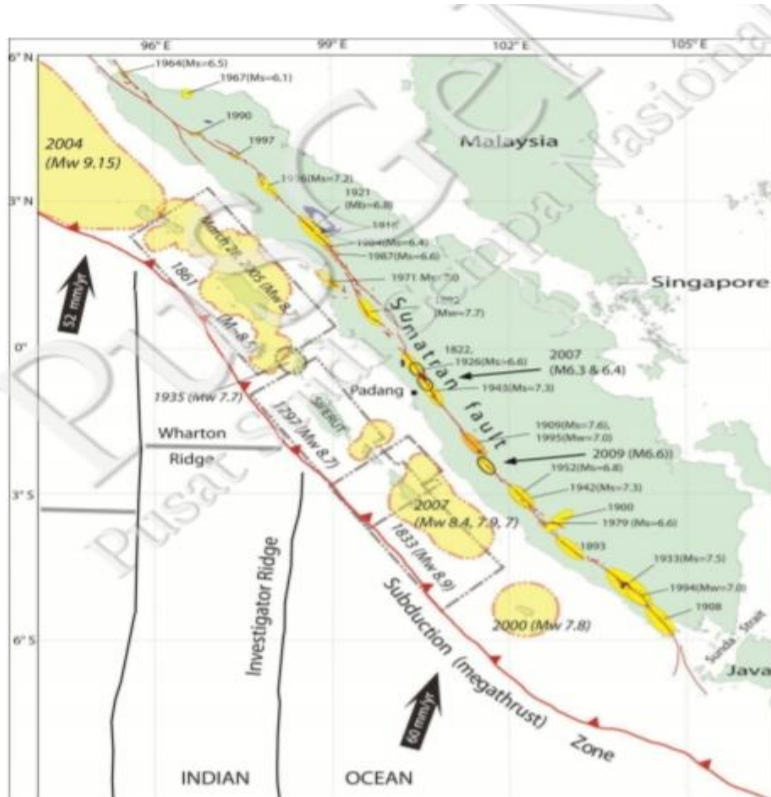 96°E
99°E
102°E
105°E
6°N
3°N
0°
3°S
6°S
1964(Ms=6.5)
1967(Ms=6.1)
1990
1997
2004
(Mw 9.15)
Malaysia
1921
(Mb=6.8)
(Ms=6.4)
1987(Ms=6.6)
1861
52 mm/yr
Singapore
(Mw=7.7)
Sumatran fault
1822,
1926(Ms=6.6)
2007
(M6.3 & 6.4)
1943(Ms=7.3)
Padang
1935 (Mw 7.7)
SIBERUT
1797 (Mw 8.7)
Wharton
Ridge
1909(Ms=7.6),
1995(Mw=7.0)
2009 (M6.6))
1952(Ms=6.8)
1942(Ms=7.3)
2007
(Mw 8.4, 7.9, 7)
1900
1979 (Ms=6.6)
1833 (Mw 8.9)
1893
1933(Ms=7.5)
1994(Mw=7.0)
1908
Investigator Ridge
2000 (Mw 7.8)
Subduction (megathrust) Zone
Sunda Strait
Java
60 mm/yr
INDIAN OCEAN